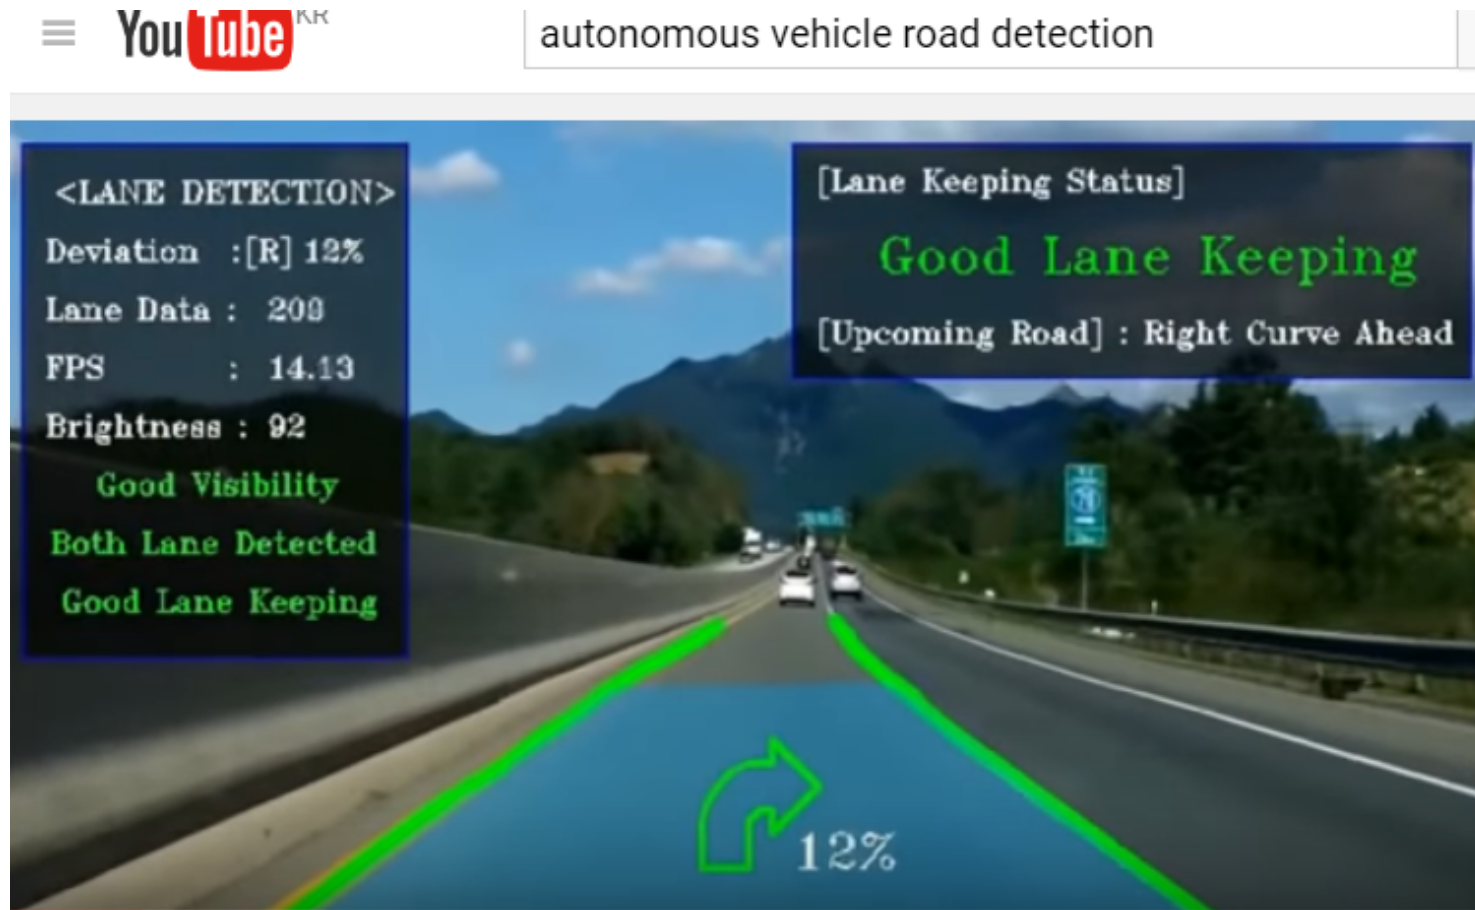 YouTube KR
autonomous vehicle road detection
<LANE DETECTION>
Deviation :[R] 12%
Lane Data : 209
FPS : 14.13
Brightness : 92
Good Visibility
Both Lane Detected
Good Lane Keeping
[Lane Keeping Status]
Good Lane Keeping
[Upcoming Road] : Right Curve Ahead
12%